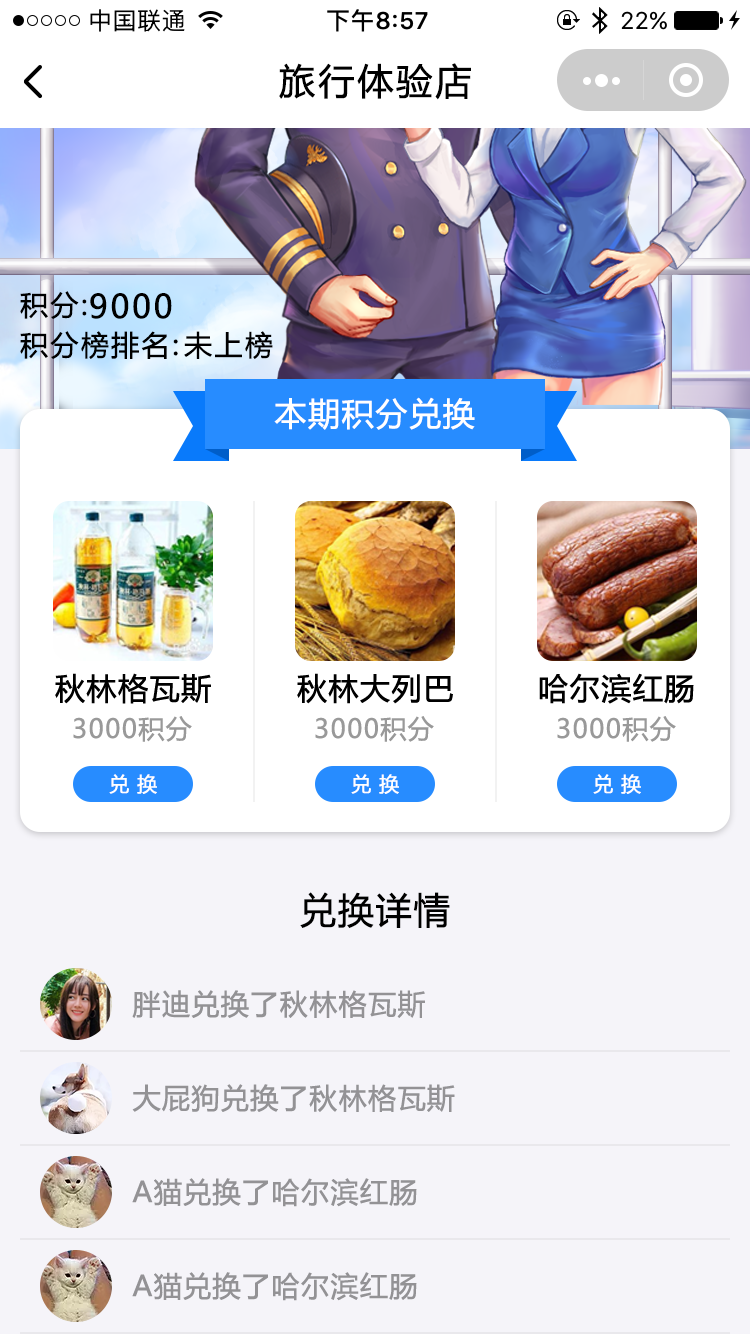 中国联通
下午8:57
22%
旅行体验店
积分:9000
积分榜排名:未上榜
本期积分兑换
秋林格瓦斯
3000积分
兑换
秋林大列巴
3000积分
兑换
哈尔滨红肠
3000积分
兑换
兑换详情
胖迪兑换了秋林格瓦斯
大屁狗兑换了秋林格瓦斯
A猫兑换了哈尔滨红肠
A猫兑换了哈尔滨红肠